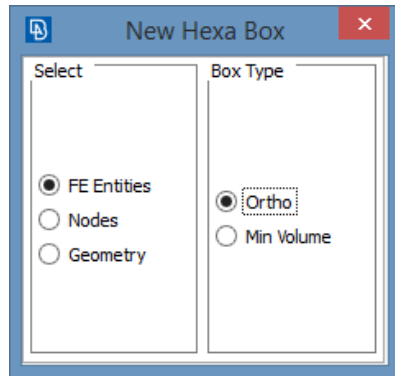 New Hexa Box
Select
FE Entities
Nodes
Geometry
Box Type
Ortho
Min Volume